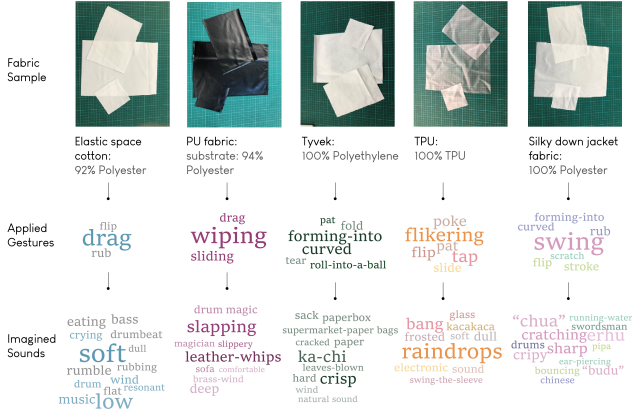 Fabric
Sample
Elastic space
cotton:
92% Polyester
PU fabric:
substrate: 94%
Polyester
Tyvek:
100% Polyethylene
TPU:
100% TPU
Silky down jacket
fabric:
100% Polyester
Applied
Gestures
flip
drag
rub
drag
wiping
sliding
pat
fold
forming-into
curved
tear
roll-into-a-ball
poke
flikering
flip pat tap
slide
forming-into
curved rub
swing
scratch
flip stroke
Imagined
Sounds
eating bass
crying drumbeat
soft dull
rumble rubbing
drum wind
flat resonant
music low
drum magic
slapping
magician slippery
leather-whips
sofa comfortable
brass-wind
deep
sack paperbox
supermarket-paper bags
cracked paper
ka-chi
leaves-blown
hard crisp
wind
natural sound
glass
bang kacakaca
frosted soft dull
raindrops
electronic sound
swing-the-sleeve
“chua” running-water
swordsman
cratching erhu
drums sharp pipa
cripy ear-piercing
bouncing “budu”
chinese